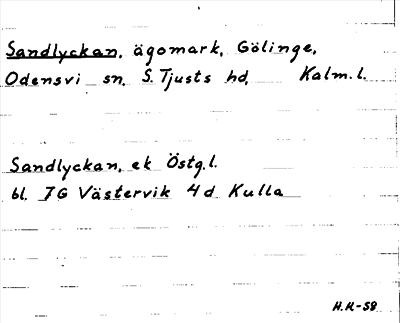 Sandlyckan, ägomark, Gölinge,
Odensvi sn, S. Tjusts hd, Kalm. l.
Sandlyckan, ek Östg. l.
bl. 7G Västervik 4d Kulla
H.K-58